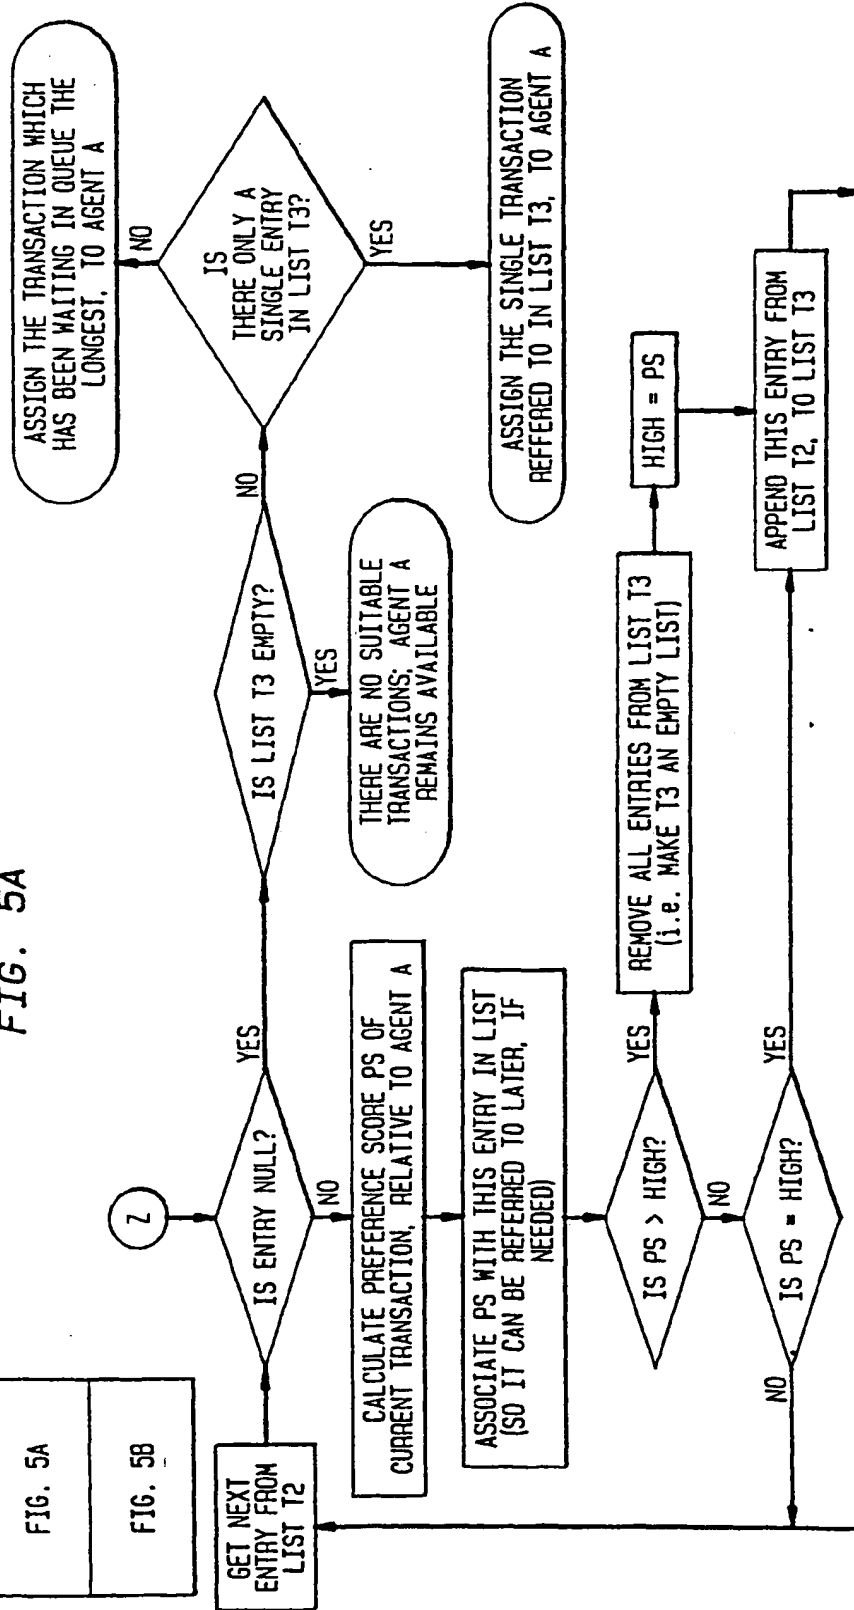 FIG. 5A
FIG. 5A
FIG. 5B
Z
GET NEXT
ENTRY FROM
LIST T2
IS ENTRY NULL?
YES
NO
IS LIST T3 EMPTY?
NO
YES
THERE ARE NO SUITABLE
TRANSACTIONS; AGENT A
REMAINS AVAILABLE
IS
THERE ONLY A
SINGLE ENTRY
IN LIST T3?
NO
YES
ASSIGN THE TRANSACTION WHICH
HAS BEEN WAITING IN QUEUE THE
LONGEST, TO AGENT A
ASSIGN THE SINGLE TRANSACTION
REFFERED TO IN LIST T3, TO AGENT A
CALCULATE PREFERENCE SCORE PS OF
CURRENT TRANSACTION, RELATIVE TO AGENT A
ASSOCIATE PS WITH THIS ENTRY IN LIST
(SO IT CAN BE REFERRED TO LATER, IF
NEEDED)
IS PS > HIGH?
YES
NO
REMOVE ALL ENTRIES FROM LIST T3
(i.e. MAKE T3 AN EMPTY LIST)
HIGH = PS
IS PS = HIGH?
YES
NO
APPEND THIS ENTRY FROM
LIST T2, TO LIST T3